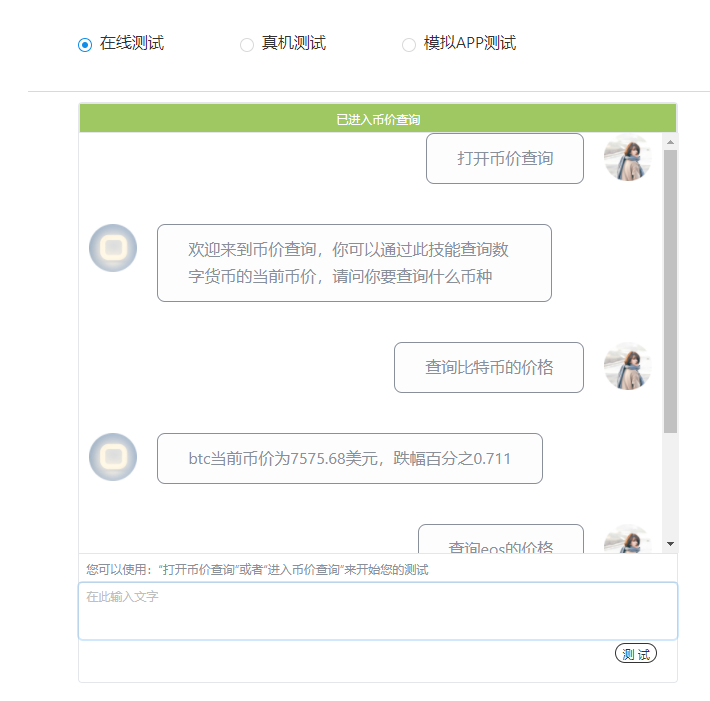 在线测试 真机测试 模拟APP测试
已进入币价查询
打开币价查询
欢迎来到币价查询，你可以通过此技能查询数
字货币的当前币价，请问你要查询什么币种
查询比特币的价格
btc当前币价为7575.68美元，跌幅百分之0.711
查询eos的价格
您可以使用："打开币价查询"或者"进入币价查询"来开始您的测试
在此输入文字
测 试